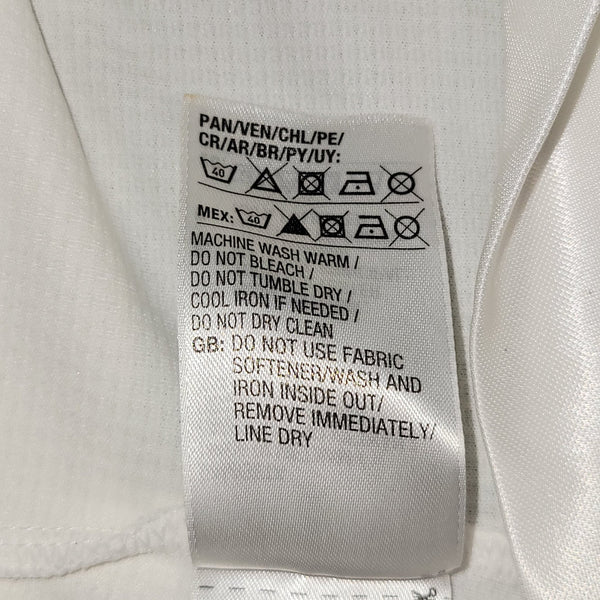 PAN/VEN/CHL/PE/
CR/AR/BR/PY/UY:
40
MEX: 40
MACHINE WASH WARM /
DO NOT BLEACH /
DO NOT TUMBLE DRY /
COOL IRON IF NEEDED /
DO NOT DRY CLEAN
GB: DO NOT USE FABRIC
SOFTENER/WASH AND
IRON INSIDE OUT/
REMOVE IMMEDIATELY/
LINE DRY